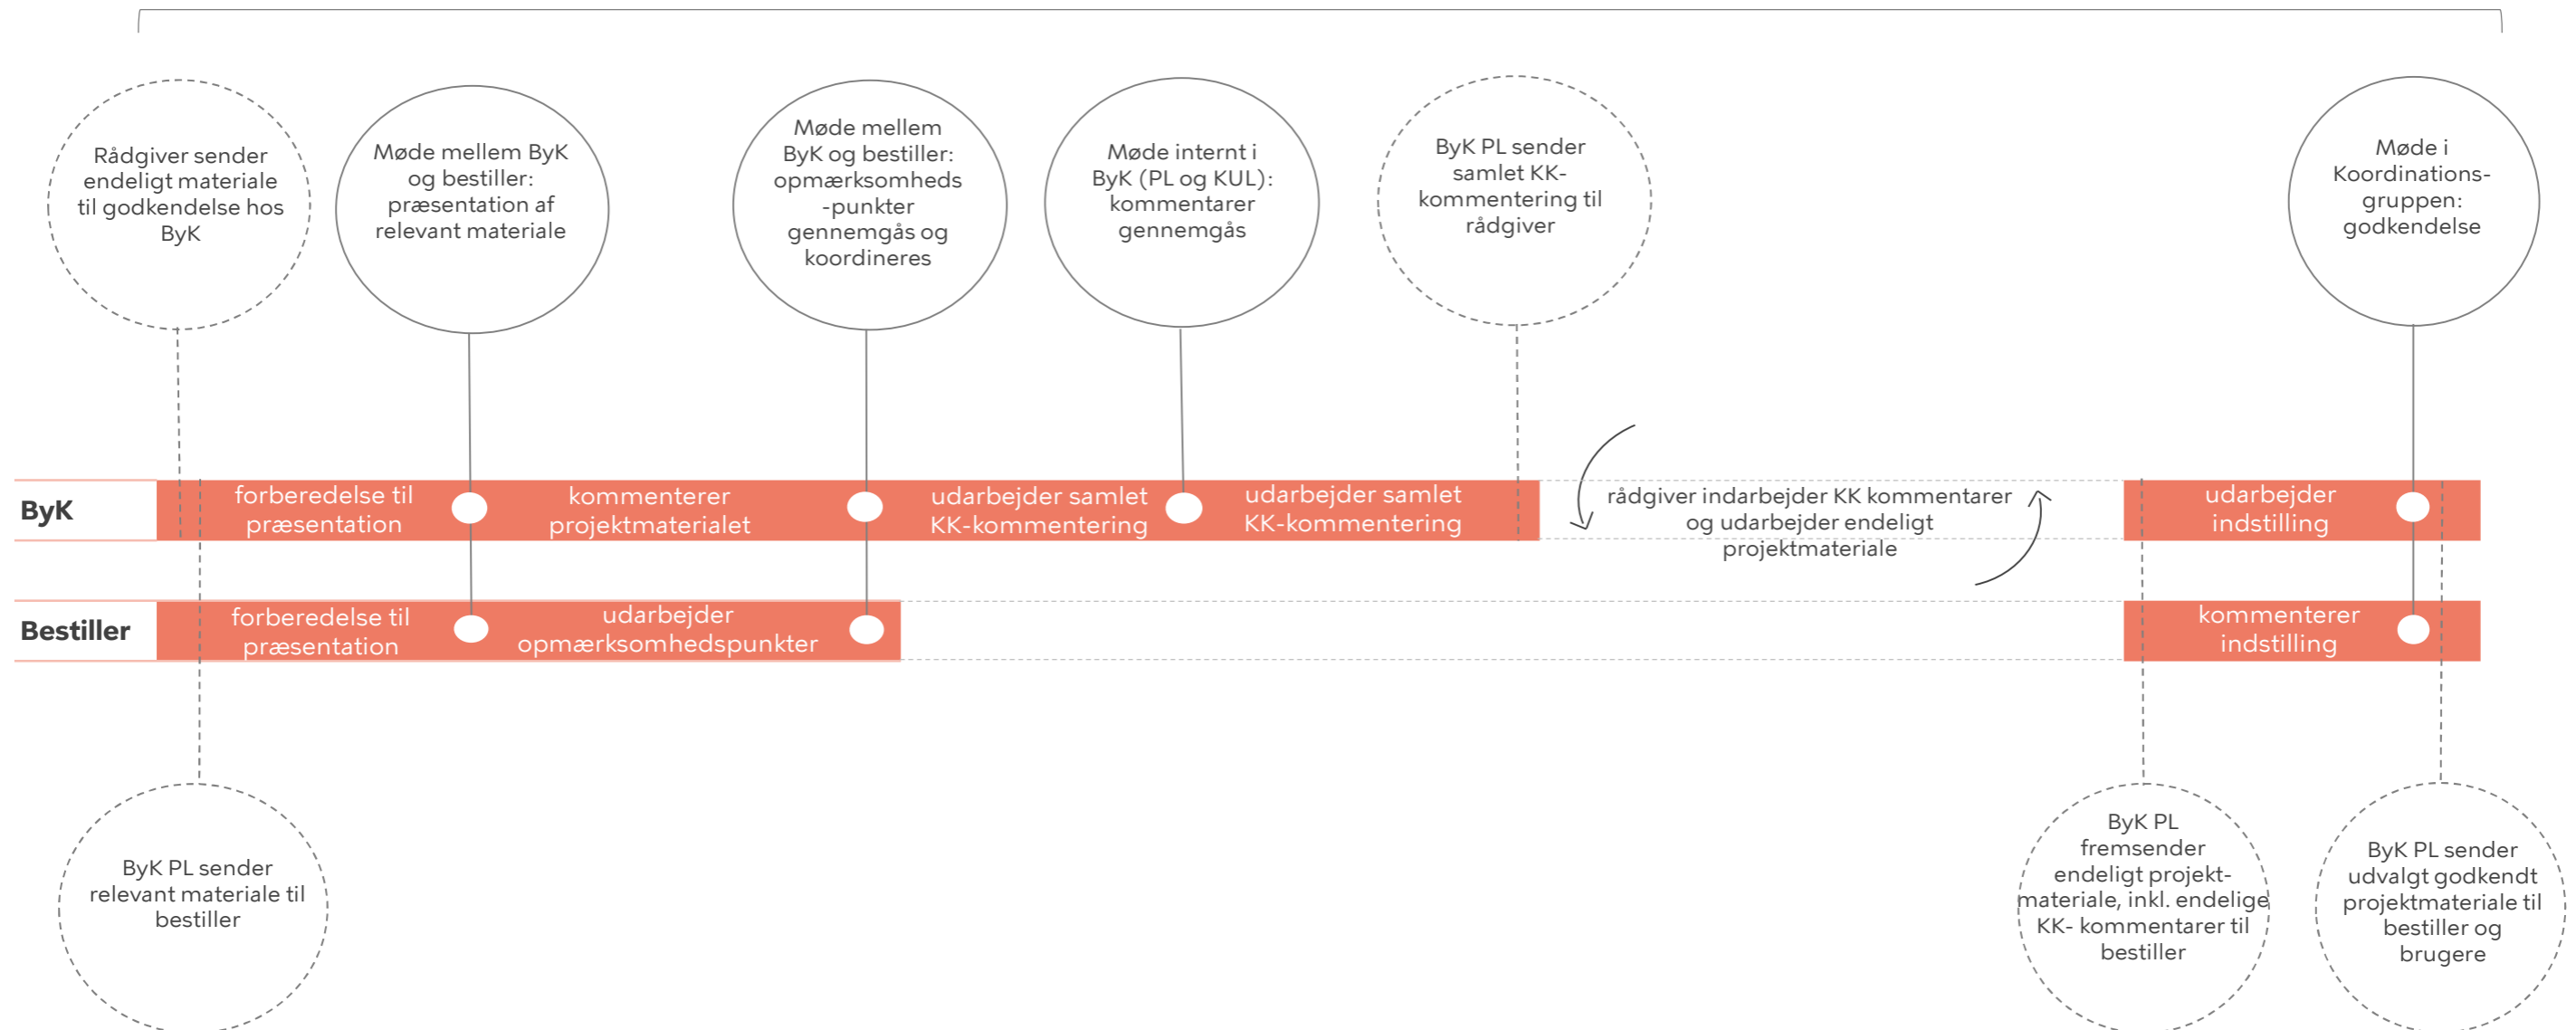 Rådgiver sender
endeligt materiale
til godkendelse hos
ByK
Møde mellem ByK
og bestiller:
præsentation af
relevant materiale
Møde mellem
ByK og bestiller:
opmærksomheds
-punkter
gennemgås og
koordineres
Møde internt i
ByK (PL og KUL):
kommentarer
gennemgås
ByK PL sender
samlet KK-
kommentering til
rådgiver
Møde i
Koordinations-
gruppen:
godkendelse
ByK
forberedelse til
præsentation
kommenterer
projektmaterialet
udarbejder samlet
KK-kommentering
udarbejder samlet
KK-kommentering
rådgiver indarbejder KK kommentarer
og udarbejder endeligt
projektmateriale
udarbejder
indstilling
Bestiller
forberedelse til
præsentation
udarbejder
opmærksomhedspunkter
kommenterer
indstilling
ByK PL sender
relevant materiale til
bestiller
ByK PL
fremsender
endeligt projekt-
materiale, inkl. endelige
KK- kommentarer til
bestiller
ByK PL sender
udvalgt godkendt
projektmateriale til
bestiller og
brugere